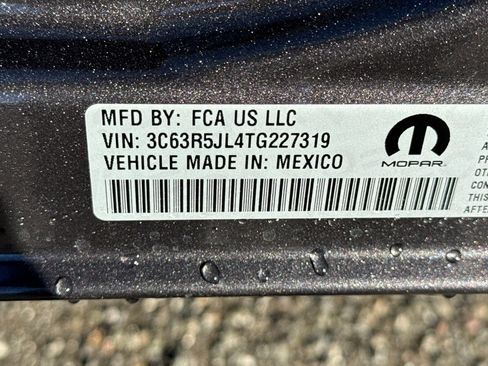 MFD BY: FCA US LLC
VIN: 3C63R5JL4TG227319
VEHICLE MADE IN: MEXICO
MOPAR